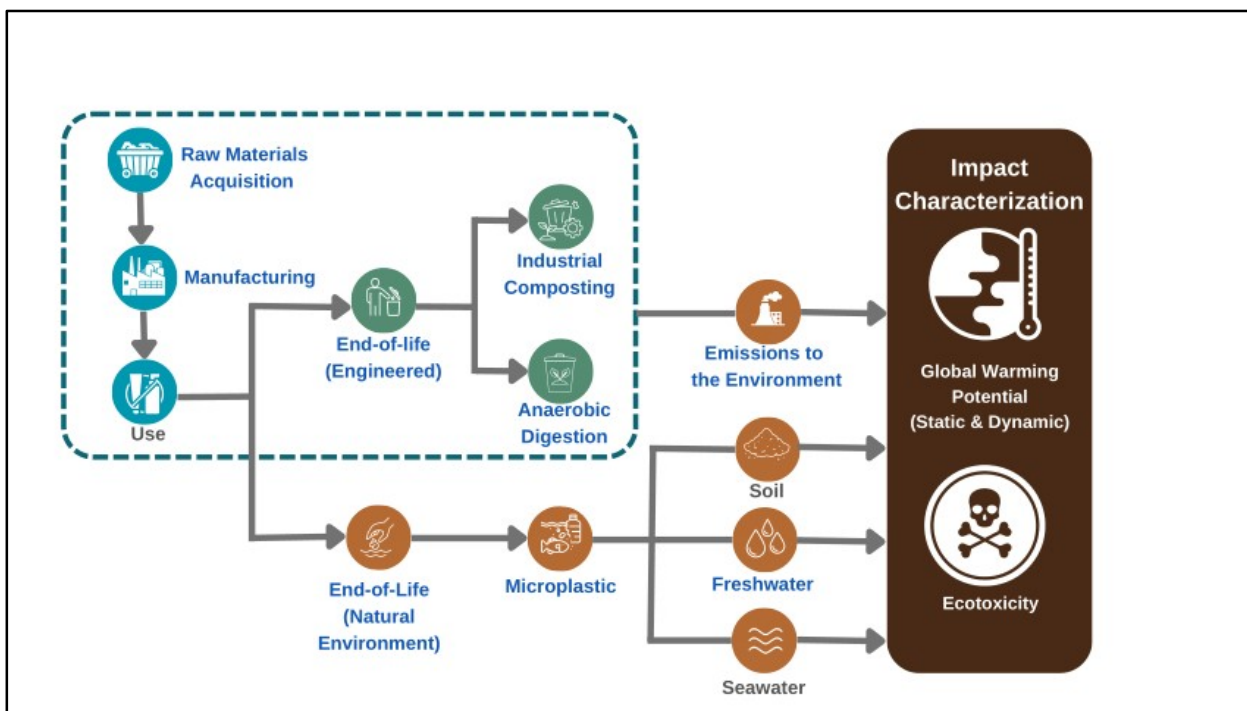 Raw Materials
Acquisition
Manufacturing
Use
End-of-life
(Engineered)
Industrial
Composting
Anaerobic
Digestion
Emissions to
the Environment
End-of-Life
(Natural
Environment)
Microplastic
Soil
Freshwater
Seawater
Impact
Characterization
Global Warming
Potential
(Static & Dynamic)
Ecotoxicity